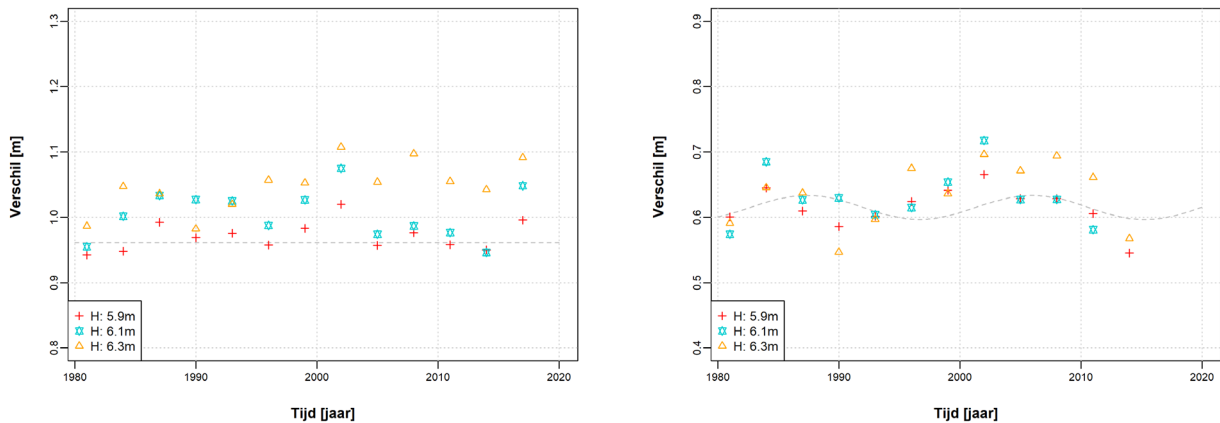 1.3
1.2
1.1
1.0
0.9
0.8
Verschil [m]
H: 5.9m
H: 6.1m
H: 6.3m
1980 1990 2000 2010 2020
Tijd [jaar]
0.9
0.8
0.7
0.6
0.5
0.4
Verschil [m]
H: 5.9m
H: 6.1m
H: 6.3m
1980 1990 2000 2010 2020
Tijd [jaar]